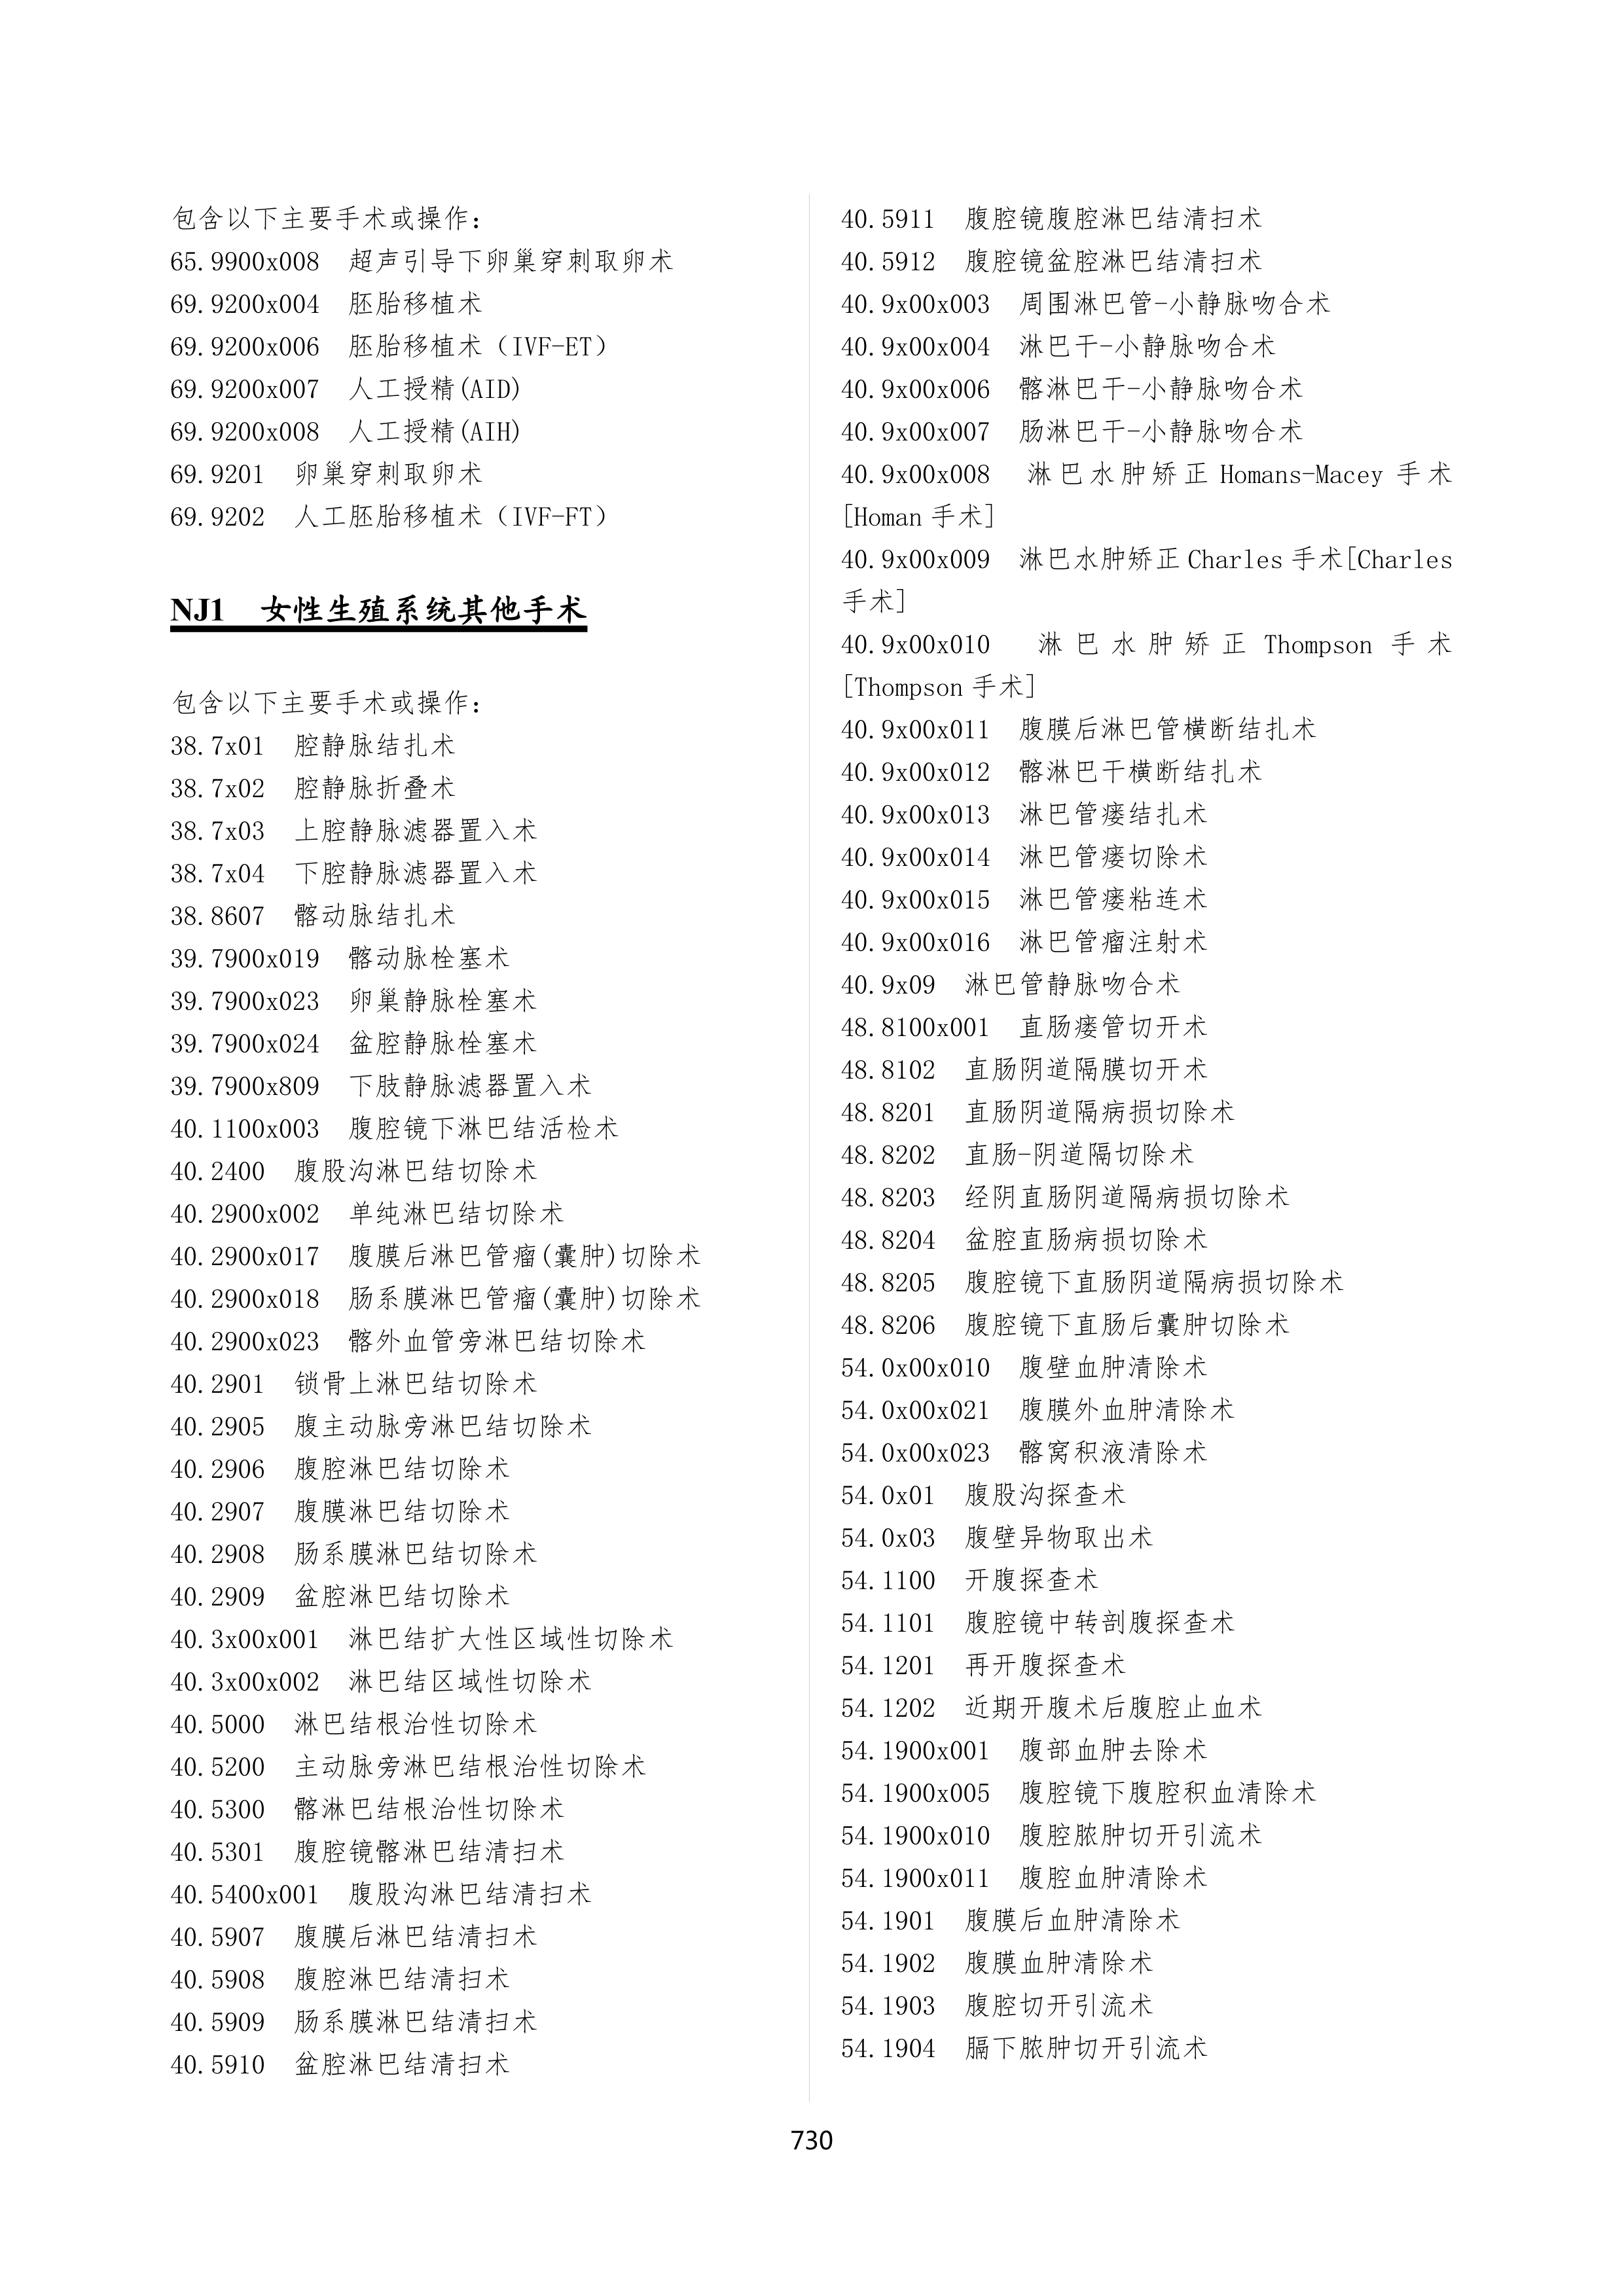 包含以下主要手术或操作:
65.9900x008 超声引导下卵巢穿刺取卵术
69.9200x004 胚胎移植术
69.9200x006 胚胎移植术（IVF-ET）
69.9200x007 人工授精(AID)
69.9200x008 人工授精(AIH)
69.9201 卵巢穿刺取卵术
69.9202 人工胚胎移植术（IVF-FT）
NJ1 女性生殖系统其他手术
包含以下主要手术或操作:
38.7x01 腔静脉结扎术
38.7x02 腔静脉折叠术
38.7x03 上腔静脉滤器置入术
38.7x04 下腔静脉滤器置入术
38.8607 髂动脉结扎术
39.7900x019 髂动脉栓塞术
39.7900x023 卵巢静脉栓塞术
39.7900x024 盆腔静脉栓塞术
39.7900x809 下肢静脉滤器置入术
40.1100x003 腹腔镜下淋巴结活检术
40.2400 腹股沟淋巴结切除术
40.2900x002 单纯淋巴结切除术
40.2900x017 腹膜后淋巴管瘤(囊肿)切除术
40.2900x018 肠系膜淋巴管瘤(囊肿)切除术
40.2900x023 髂外血管旁淋巴结切除术
40.2901 锁骨上淋巴结切除术
40.2905 腹主动脉旁淋巴结切除术
40.2906 腹腔淋巴结切除术
40.2907 腹膜淋巴结切除术
40.2908 肠系膜淋巴结切除术
40.2909 盆腔淋巴结切除术
40.3x00x001 淋巴结扩大性区域性切除术
40.3x00x002 淋巴结区域性切除术
40.5000 淋巴结根治性切除术
40.5200 主动脉旁淋巴结根治性切除术
40.5300 髂淋巴结根治性切除术
40.5301 腹腔镜髂淋巴结清扫术
40.5400x001 腹股沟淋巴结清扫术
40.5907 腹膜后淋巴结清扫术
40.5908 腹腔淋巴结清扫术
40.5909 肠系膜淋巴结清扫术
40.5910 盆腔淋巴结清扫术
40.5911 腹腔镜腹腔淋巴结清扫术
40.5912 腹腔镜盆腔淋巴结清扫术
40.9x00x003 周围淋巴管-小静脉吻合术
40.9x00x004 淋巴干-小静脉吻合术
40.9x00x006 髂淋巴干-小静脉吻合术
40.9x00x007 肠淋巴干-小静脉吻合术
40.9x00x008 淋巴水肿矫正 Homans-Macey 手术
[Homan 手术]
40.9x00x009 淋巴水肿矫正 Charles 手术[Charles
手术]
40.9x00x010 淋巴水肿矫正 Thompson 手术
[Thompson 手术]
40.9x00x011 腹膜后淋巴管横断结扎术
40.9x00x012 髂淋巴干横断结扎术
40.9x00x013 淋巴管瘘结扎术
40.9x00x014 淋巴管瘘切除术
40.9x00x015 淋巴管瘘粘连术
40.9x00x016 淋巴管瘤注射术
40.9x09 淋巴管静脉吻合术
48.8100x001 直肠瘘管切开术
48.8102 直肠阴道隔膜切开术
48.8201 直肠阴道隔病损切除术
48.8202 直肠-阴道隔切除术
48.8203 经阴直肠阴道隔病损切除术
48.8204 盆腔直肠病损切除术
48.8205 腹腔镜下直肠阴道隔病损切除术
48.8206 腹腔镜下直肠后囊肿切除术
54.0x00x010 腹壁血肿清除术
54.0x00x021 腹膜外血肿清除术
54.0x00x023 髂窝积液清除术
54.0x01 腹股沟探查术
54.0x03 腹壁异物取出术
54.1100 开腹探查术
54.1101 腹腔镜中转剖腹探查术
54.1201 再开腹探查术
54.1202 近期开腹术后腹腔止血术
54.1900x001 腹部血肿去除术
54.1900x005 腹腔镜下腹腔积血清除术
54.1900x010 腹腔脓肿切开引流术
54.1900x011 腹腔血肿清除术
54.1901 腹膜后血肿清除术
54.1902 腹膜血肿清除术
54.1903 腹腔切开引流术
54.1904 膈下脓肿切开引流术
730